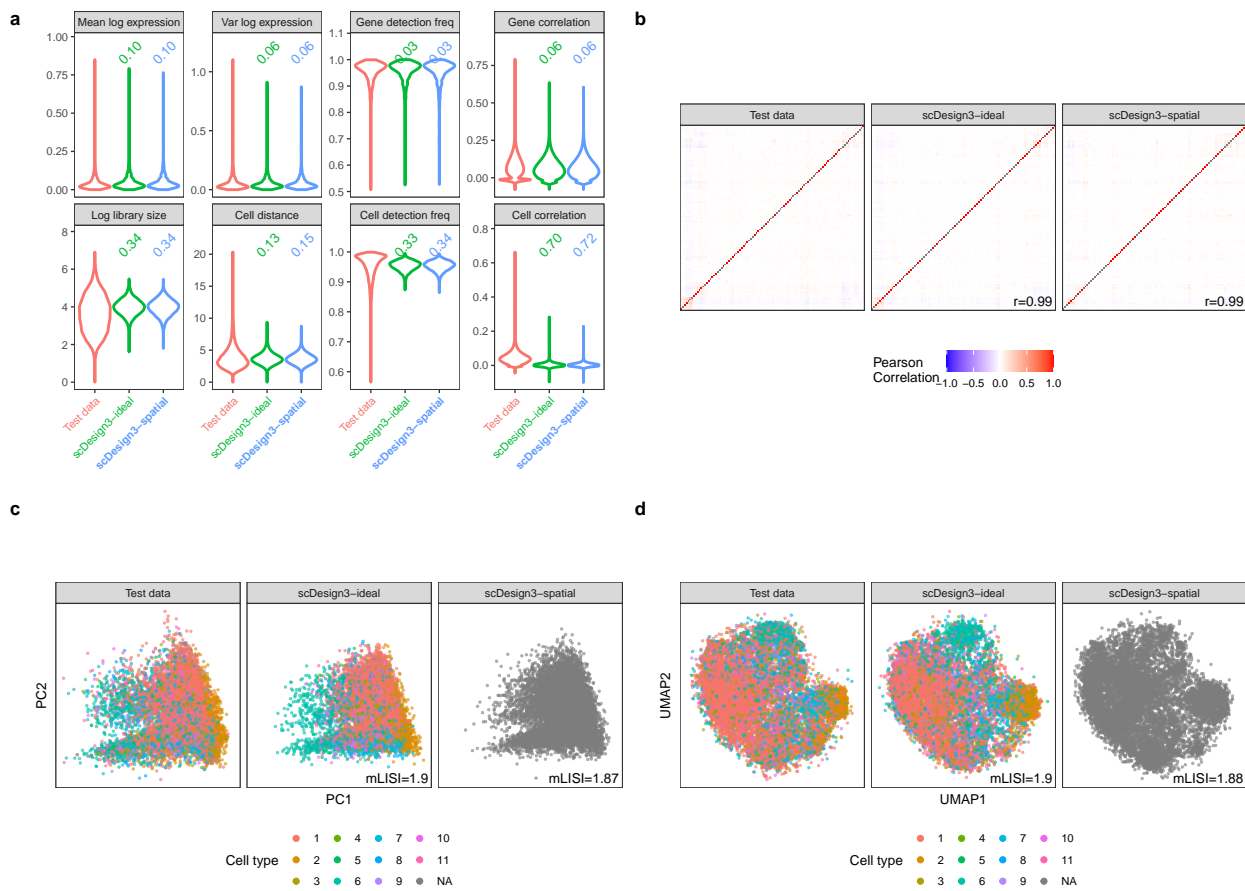 a
Mean log expression
Var log expression
Gene detection freq
Gene correlation
1.00
0.75
0.50
0.25
0.00
0.10
0.10
1.0
0.5
0.0
0.06
0.06
1.0
0.9
0.8
0.7
0.6
0.5
0.03
0.03
0.75
0.50
0.25
0.00
0.06
0.06
Log library size
Cell distance
Cell detection freq
Cell correlation
8
6
4
2
0
0.34
0.34
20
15
10
5
0
0.13
0.15
1.0
0.9
0.8
0.7
0.6
0.33
0.34
0.8
0.6
0.4
0.2
0.0
0.70
0.72
Test data
scDesign3−ideal
scDesign3−spatial
Test data
scDesign3−ideal
scDesign3−spatial
Test data
scDesign3−ideal
scDesign3−spatial
Test data
scDesign3−ideal
scDesign3−spatial
b
Test data
scDesign3−ideal
scDesign3−spatial
r=0.99
r=0.99
Pearson
Correlation
−1.0 −0.5 0.0 0.5 1.0
c
Test data
scDesign3−ideal
scDesign3−spatial
PC2
mLISI=1.9
mLISI=1.87
PC1
Cell type
1 4 7 10
2 5 8 11
3 6 9 NA
d
Test data
scDesign3−ideal
scDesign3−spatial
UMAP2
mLISI=1.9
mLISI=1.88
UMAP1
Cell type
1 4 7 10
2 5 8 11
3 6 9 NA